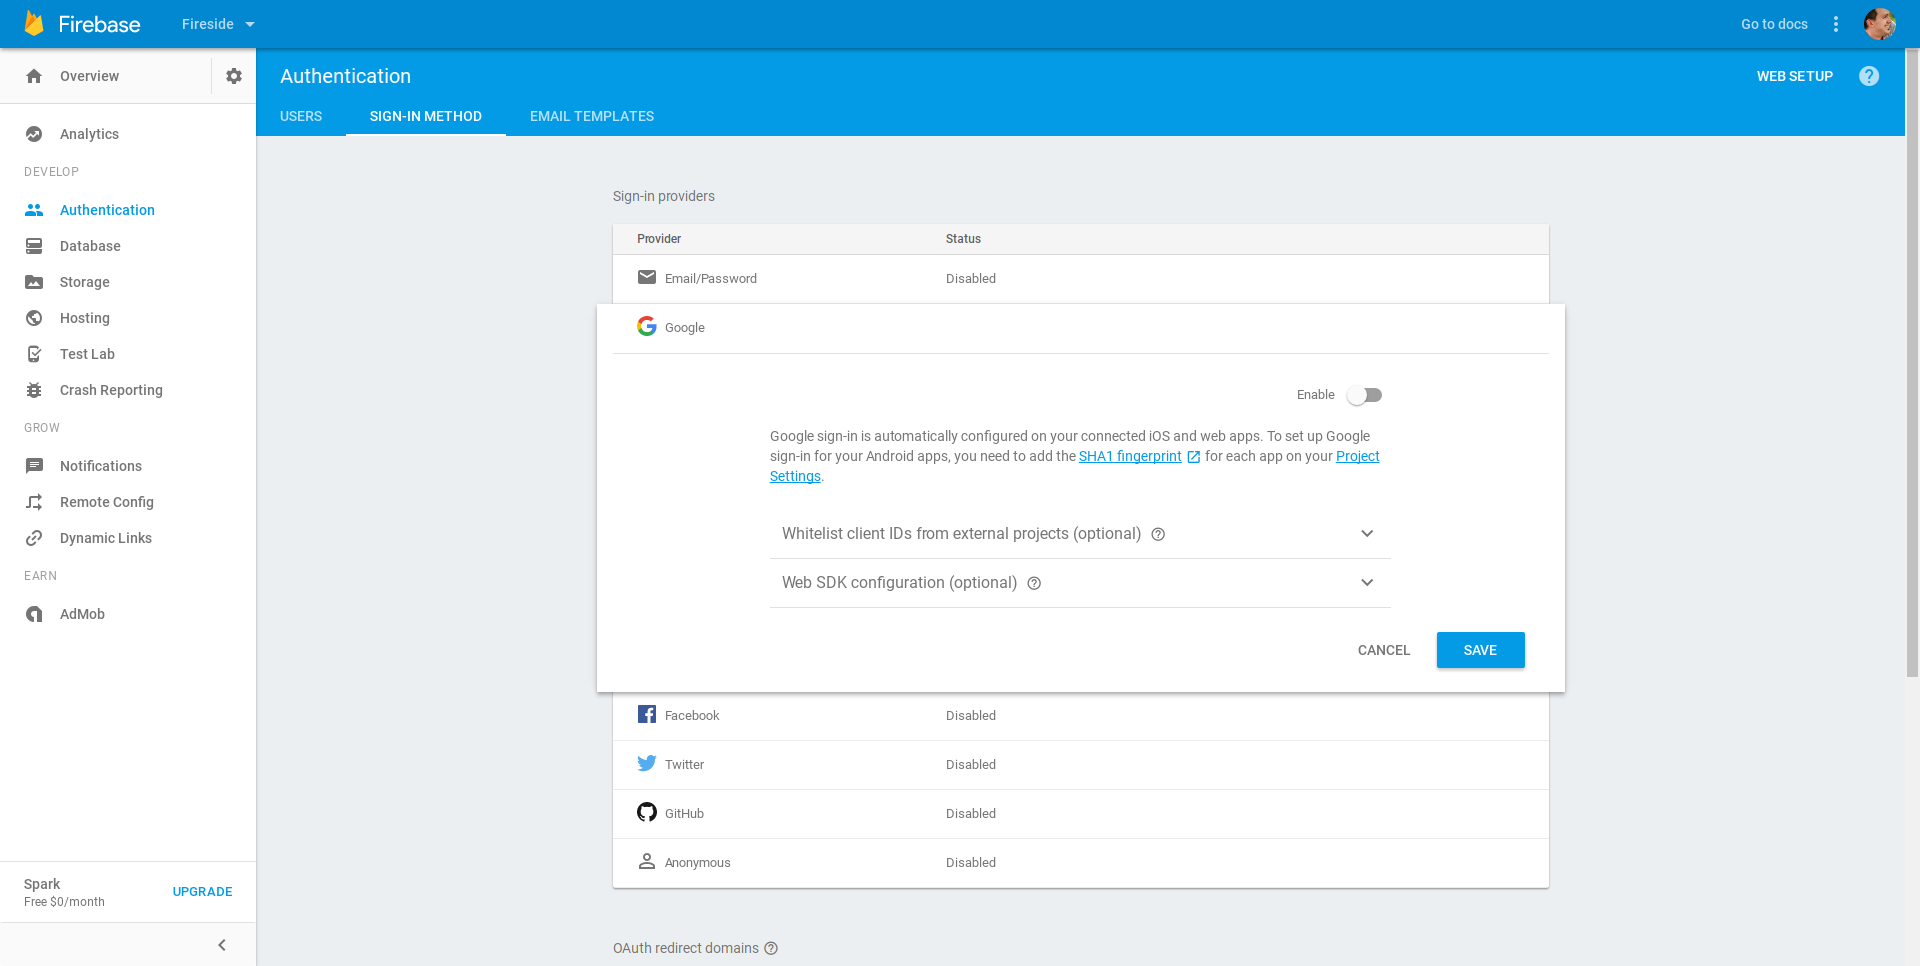 Firebase
Fireside
Go to docs
Overview
Authentication
WEB SETUP
USERS
SIGN-IN METHOD
EMAIL TEMPLATES
Analytics
DEVELOP
Authentication
Database
Storage
Hosting
Test Lab
Crash Reporting
GROW
Notifications
Remote Config
Dynamic Links
EARN
AdMob
Spark
Free $0/month
UPGRADE
Sign-in providers
Provider Status
Email/Password Disabled
Google
Enable
Google sign-in is automatically configured on your connected iOS and web apps. To set up Google
sign-in for your Android apps, you need to add the SHA1 fingerprint for each app on your Project
Settings.
Whitelist client IDs from external projects (optional)
Web SDK configuration (optional)
CANCEL
SAVE
Facebook Disabled
Twitter Disabled
GitHub Disabled
Anonymous Disabled
OAuth redirect domains